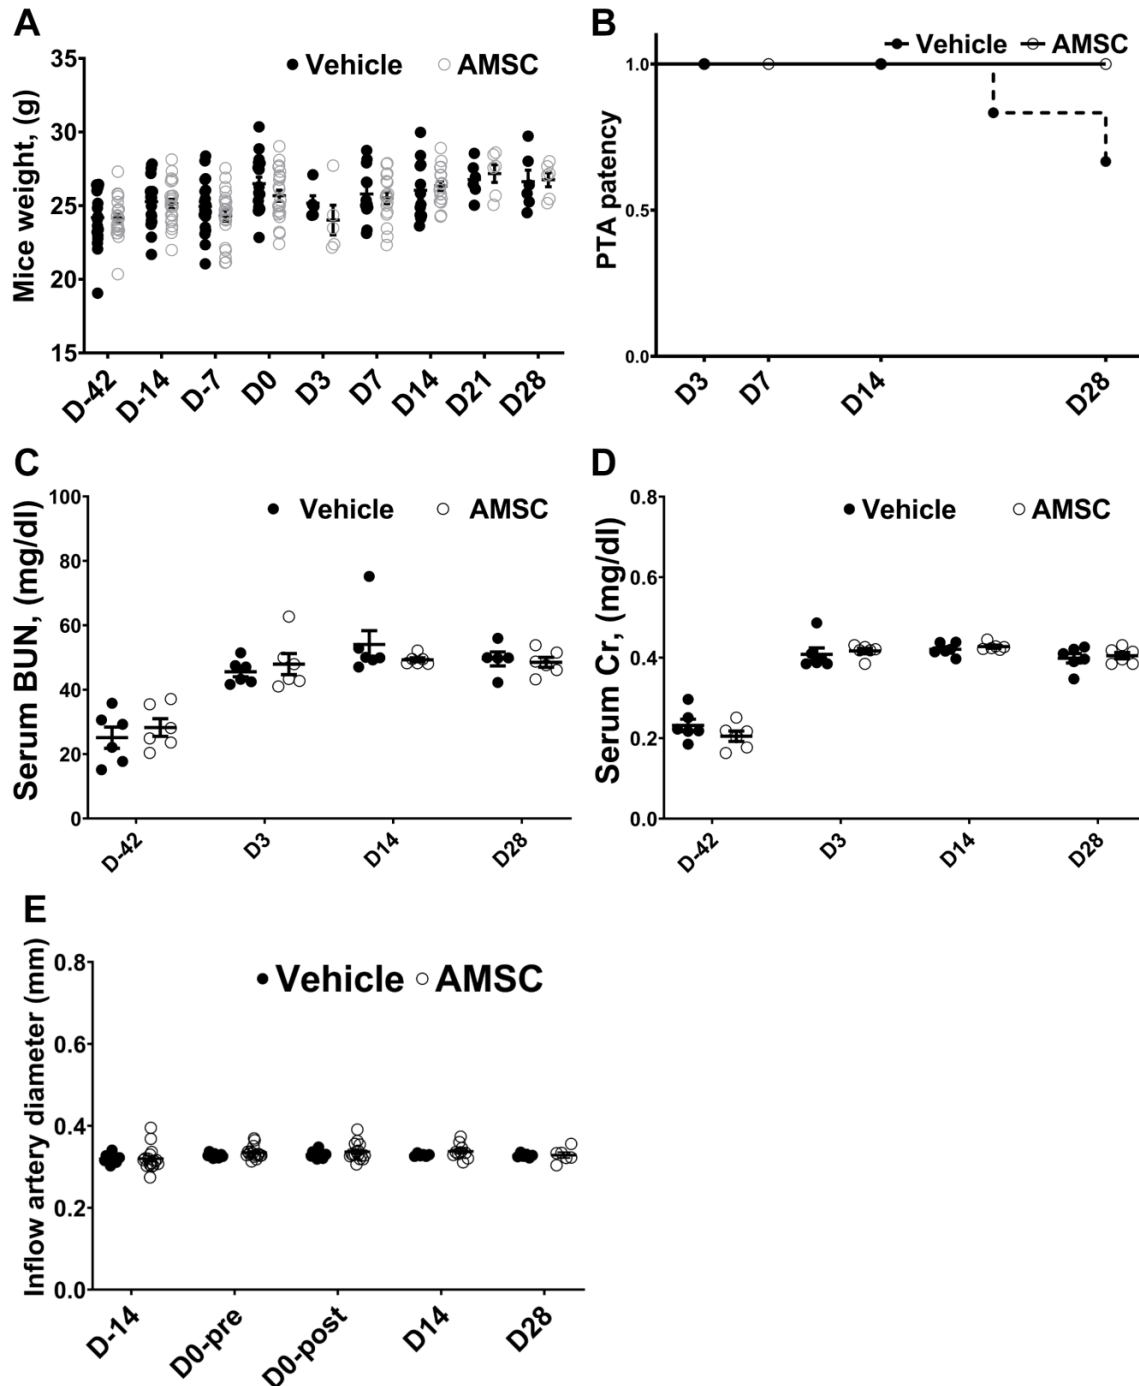 A
Vehicle AMSC
Mice weight, (g)
35
30
25
20
15
D-42 D-14 D-7 D0 D3 D7 D14 D21 D28
B
Vehicle AMSC
PTA patency
1.0
0.5
0.0
D3 D7 D14 D28
C
Vehicle AMSC
Serum BUN, (mg/dl)
100
80
60
40
20
0
D-42 D3 D14 D28
D
Vehicle AMSC
Serum Cr, (mg/dl)
0.8
0.6
0.4
0.2
0.0
D-42 D3 D14 D28
E
Vehicle AMSC
Inflow artery diameter (mm)
0.8
0.6
0.4
0.2
0.0
D-14 D0-pre D0-post D14 D28